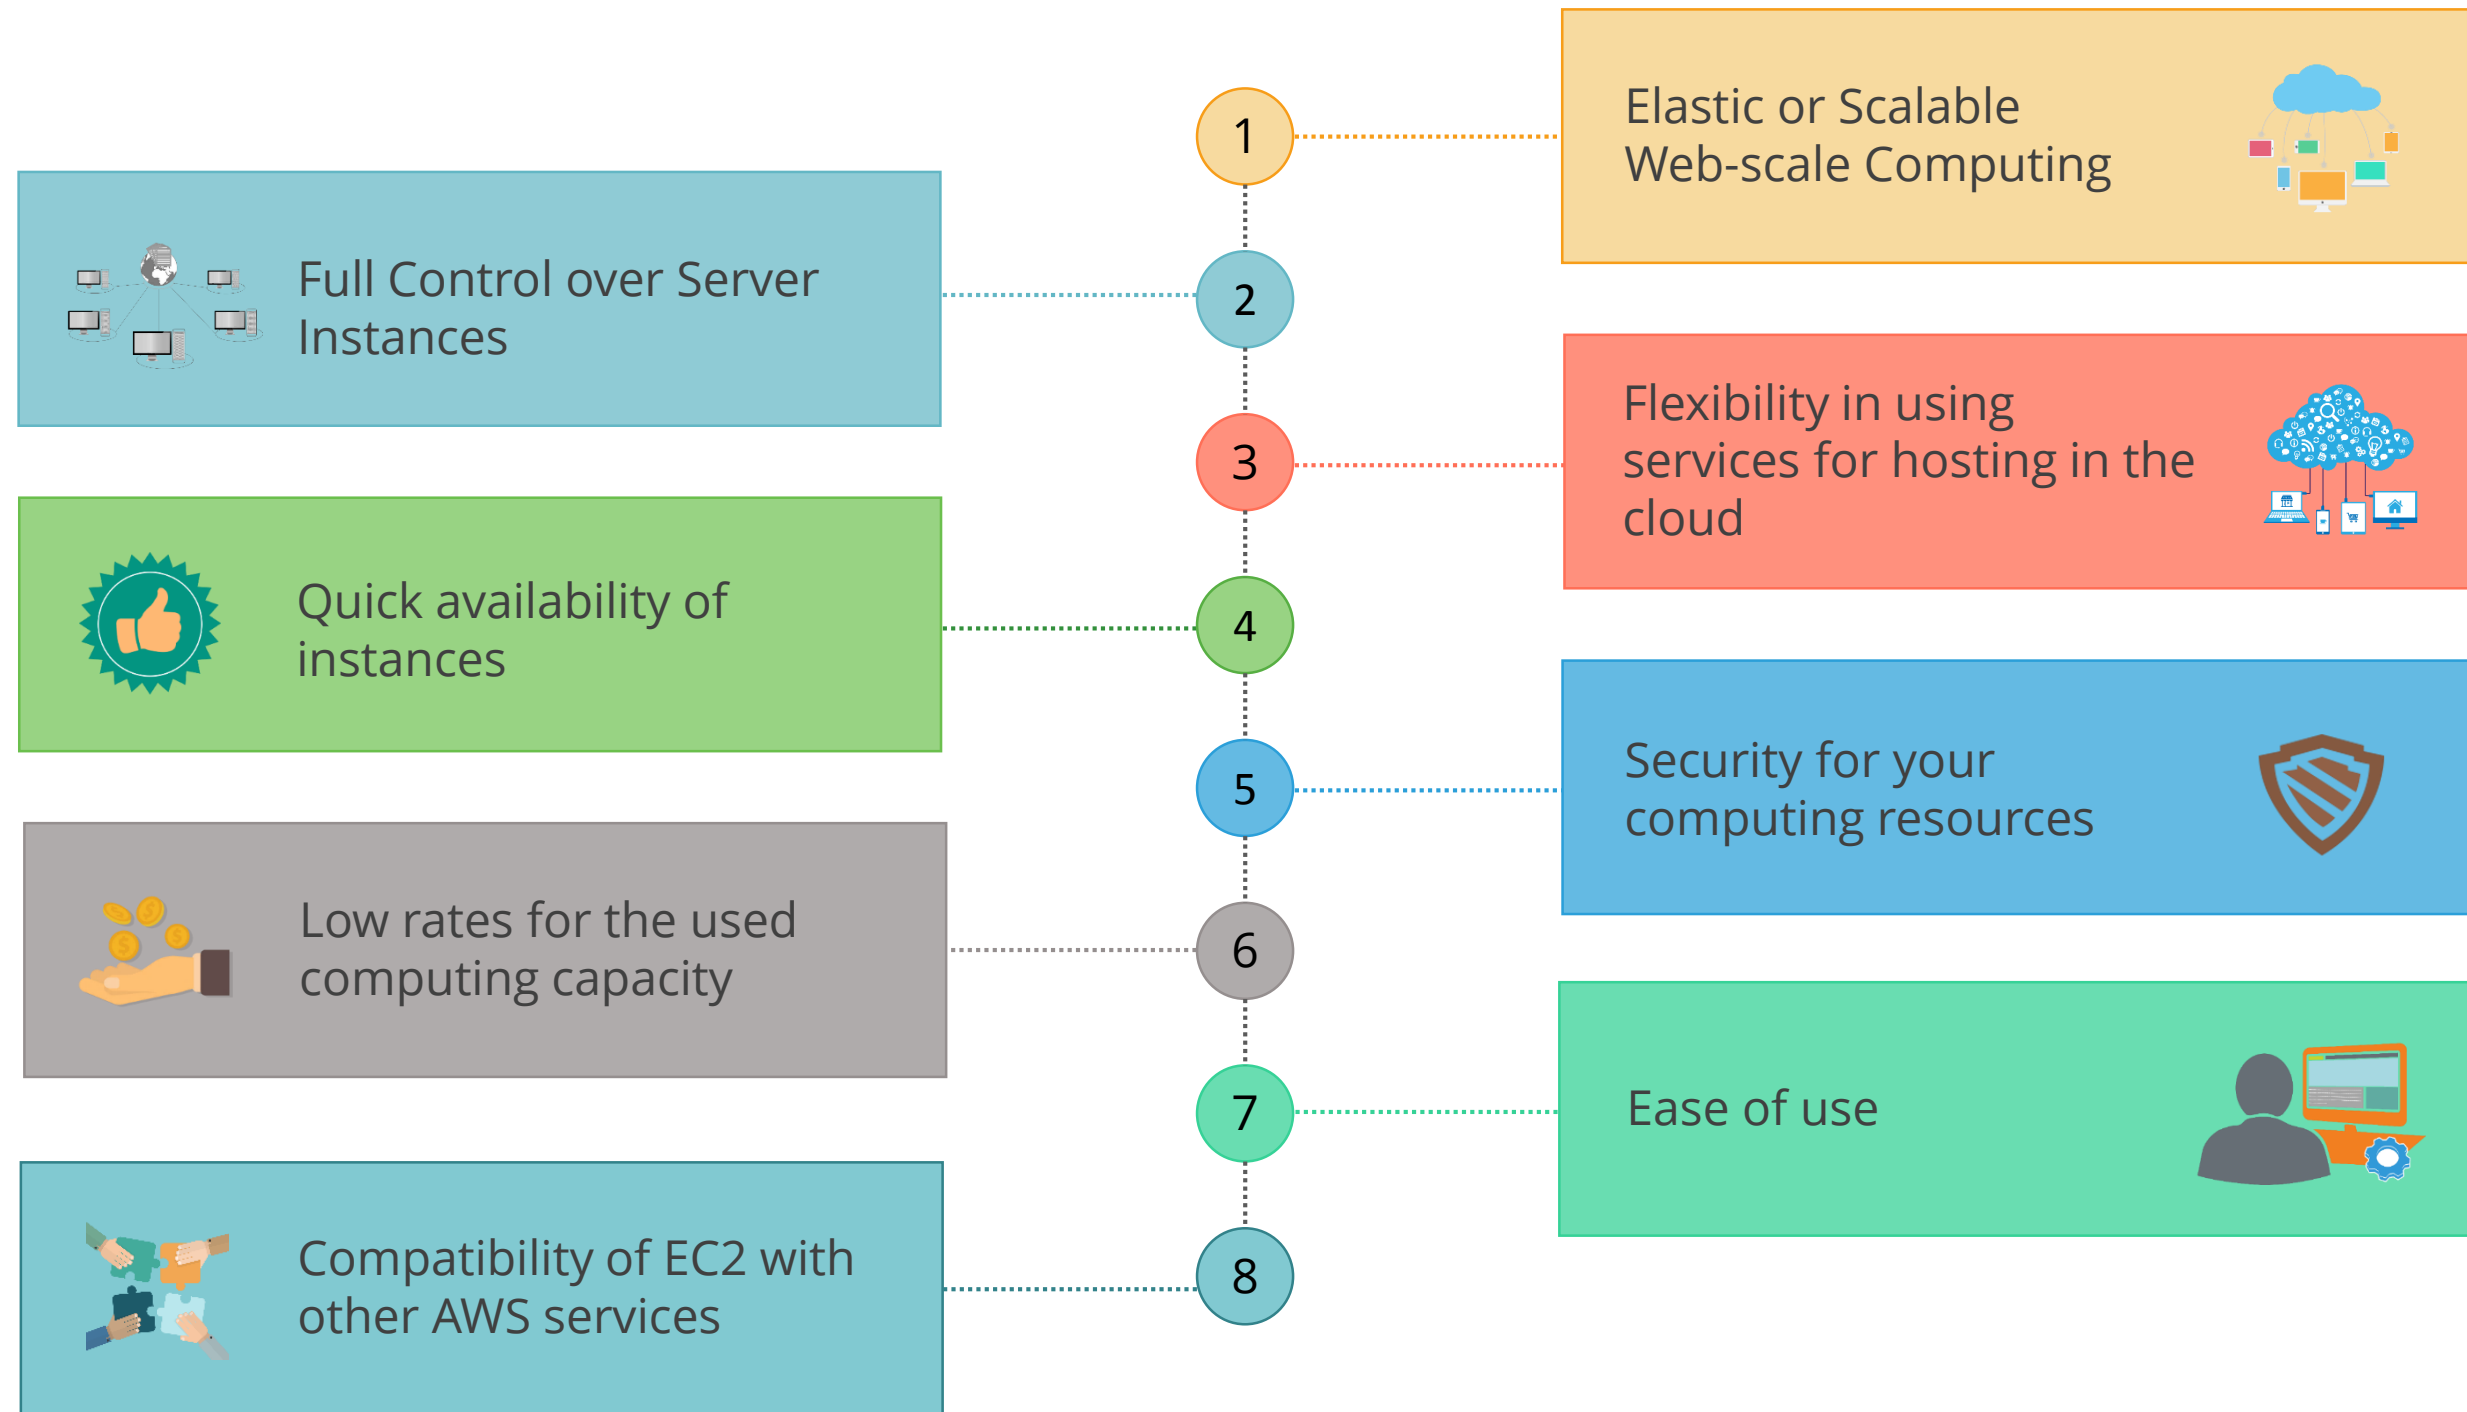 1
Elastic or Scalable
Web-scale Computing
2
Full Control over Server
Instances
3
Flexibility in using
services for hosting in the
cloud
4
Quick availability of
instances
5
Security for your
computing resources
6
Low rates for the used
computing capacity
7
Ease of use
8
Compatibility of EC2 with
other AWS services